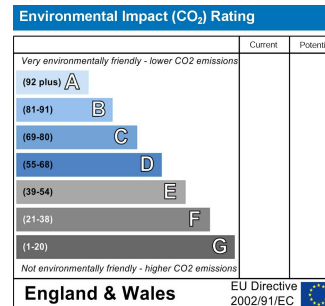 Environmental Impact (CO₂) Rating
Current Potenti
Very environmentally friendly - lower CO2 emissions
(92 plus) A
(81-91) B
(69-80) C
(55-68) D
(39-54) E
(21-38) F
(1-20) G
Not environmentally friendly - higher CO2 emissions
England & Wales
EU Directive
2002/91/EC